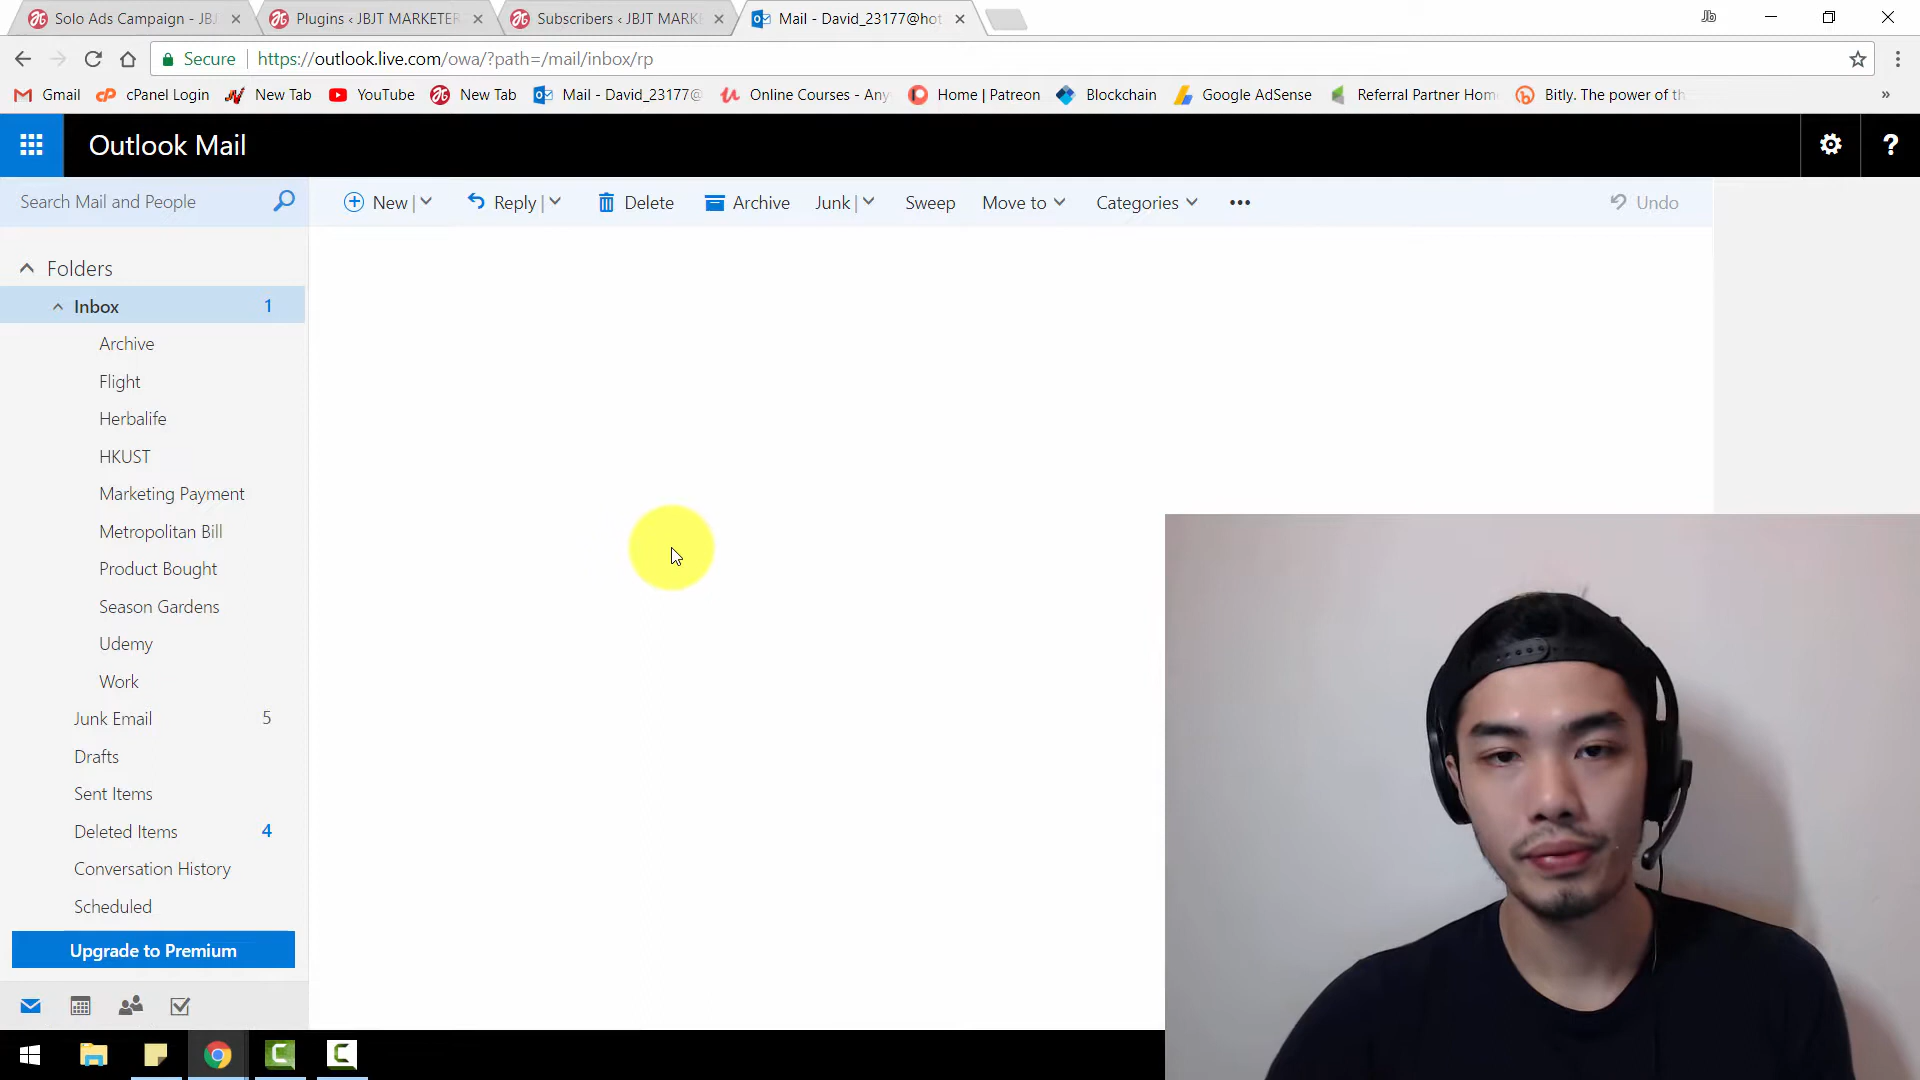 Solo Ads Campaign - JBJ
Plugins ‹ JBJT MARKETER
Subscribers ‹ JBJT MARK
Mail - David_23177@hot
Jb
Secure
https://outlook.live.com/owa/?path=/mail/inbox/rp
Gmail
cPanel Login
New Tab
YouTube
New Tab
Mail - David_23177@
Online Courses - Any
Home | Patreon
Blockchain
Google AdSense
Referral Partner Hom
Bitly. The power of th
»
Outlook Mail
?
Search Mail and People
New |
Reply |
Delete
Archive
Junk |
Sweep
Move to
Categories
•••
Undo
Folders
Inbox 1
Archive
Flight
Herbalife
HKUST
Marketing Payment
Metropolitan Bill
Product Bought
Season Gardens
Udemy
Work
Junk Email 5
Drafts
Sent Items
Deleted Items 4
Conversation History
Scheduled
Upgrade to Premium